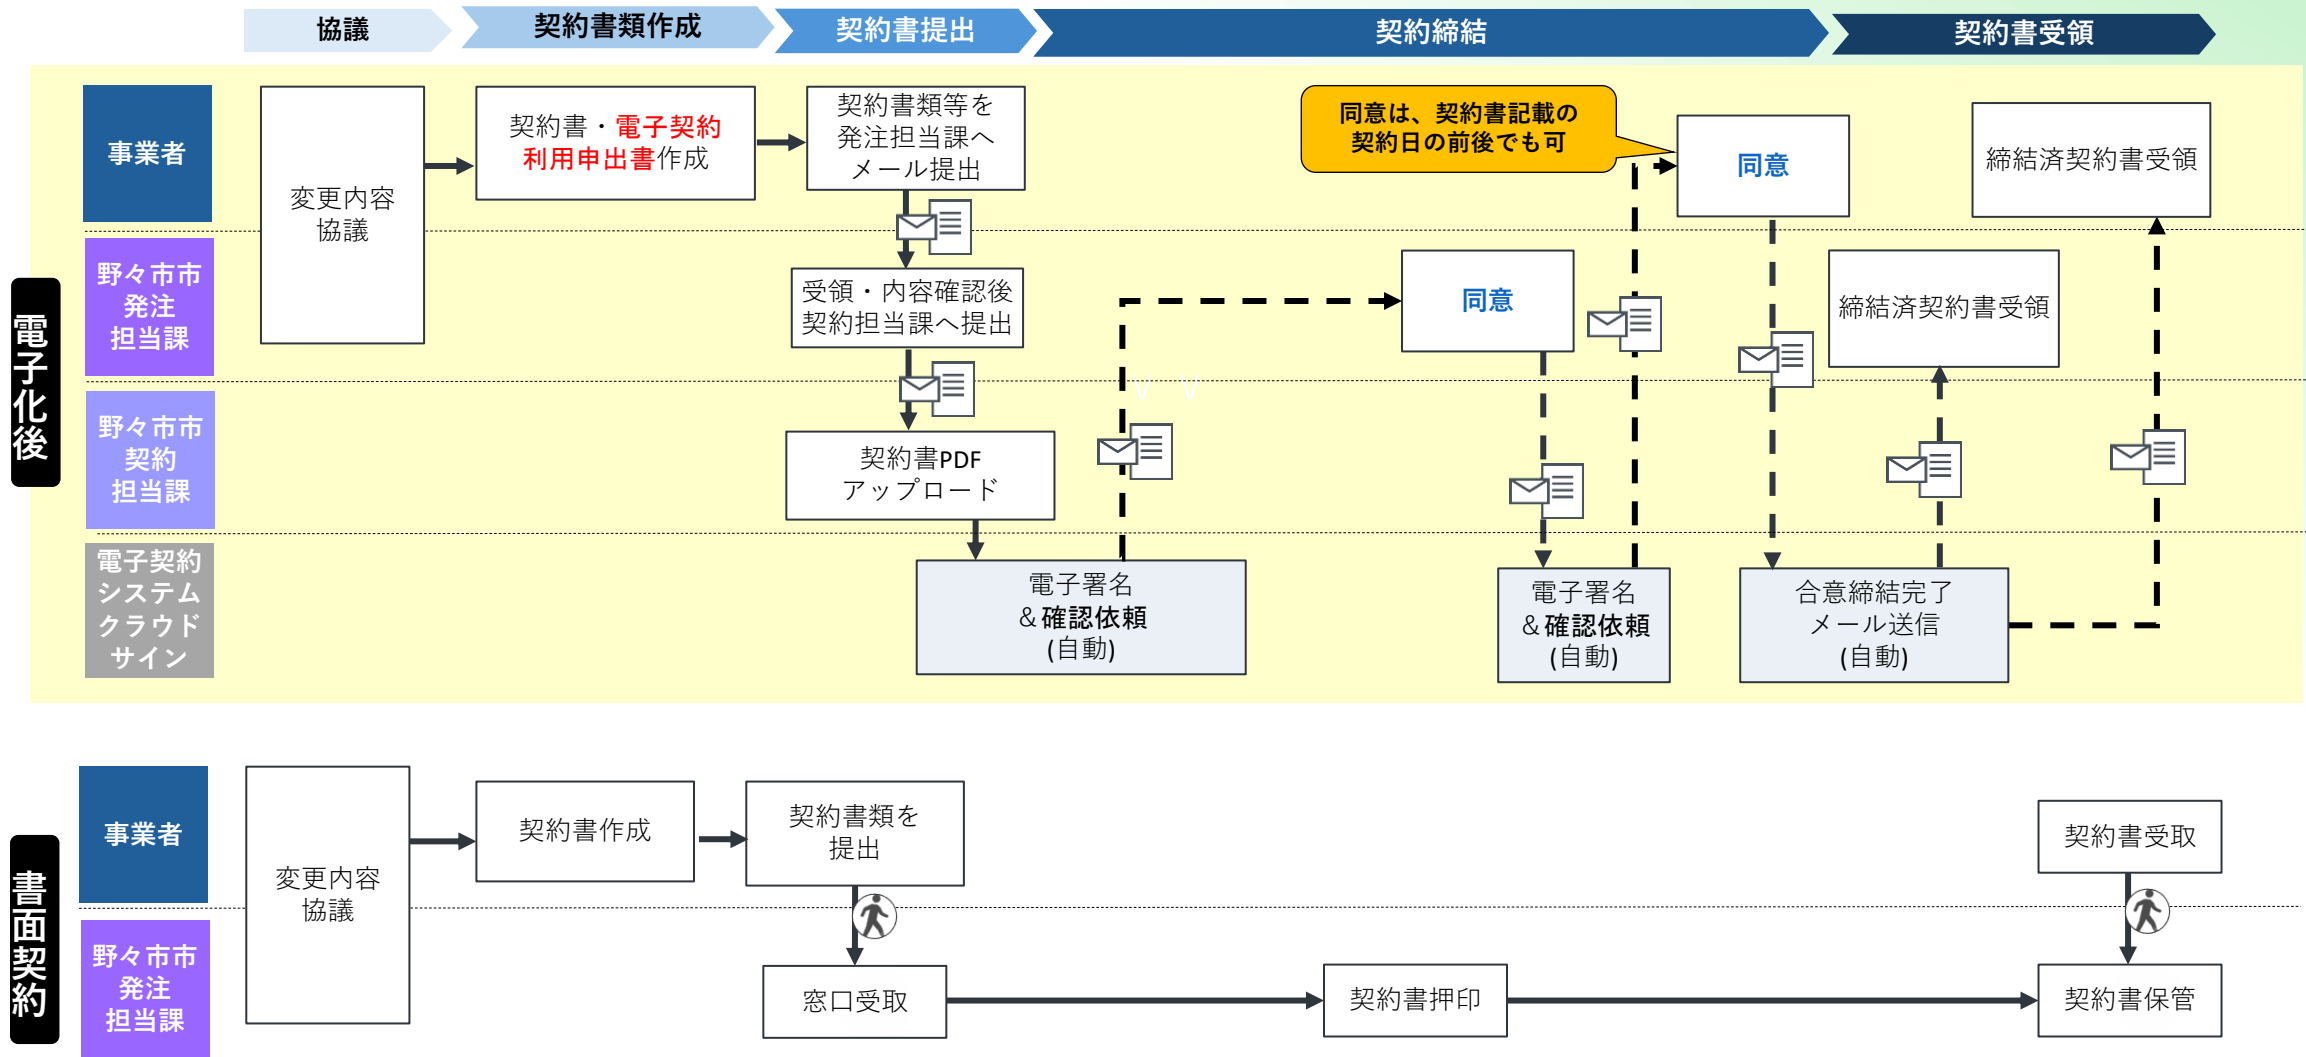 協議
契約書類作成
契約書提出
契約締結
契約書受領
電子化後
事業者
変更内容
協議
契約書・電子契約
利用申出書作成
契約書類等を
発注担当課へ
メール提出
同意は、契約書記載の
契約日の前後でも可
同意
締結済契約書受領
野々市市
発注
担当課
受領・内容確認後
契約担当課へ提出
同意
締結済契約書受領
野々市市
契約
担当課
契約書PDF
アップロード
V V
電子契約
システム
クラウド
サイン
電子署名
&確認依頼
(自動)
電子署名
&確認依頼
(自動)
合意締結完了
メール送信
(自動)
書面契約
事業者
変更内容
協議
契約書作成
契約書類を
提出
契約書受取
野々市市
発注
担当課
窓口受取
契約書押印
契約書保管